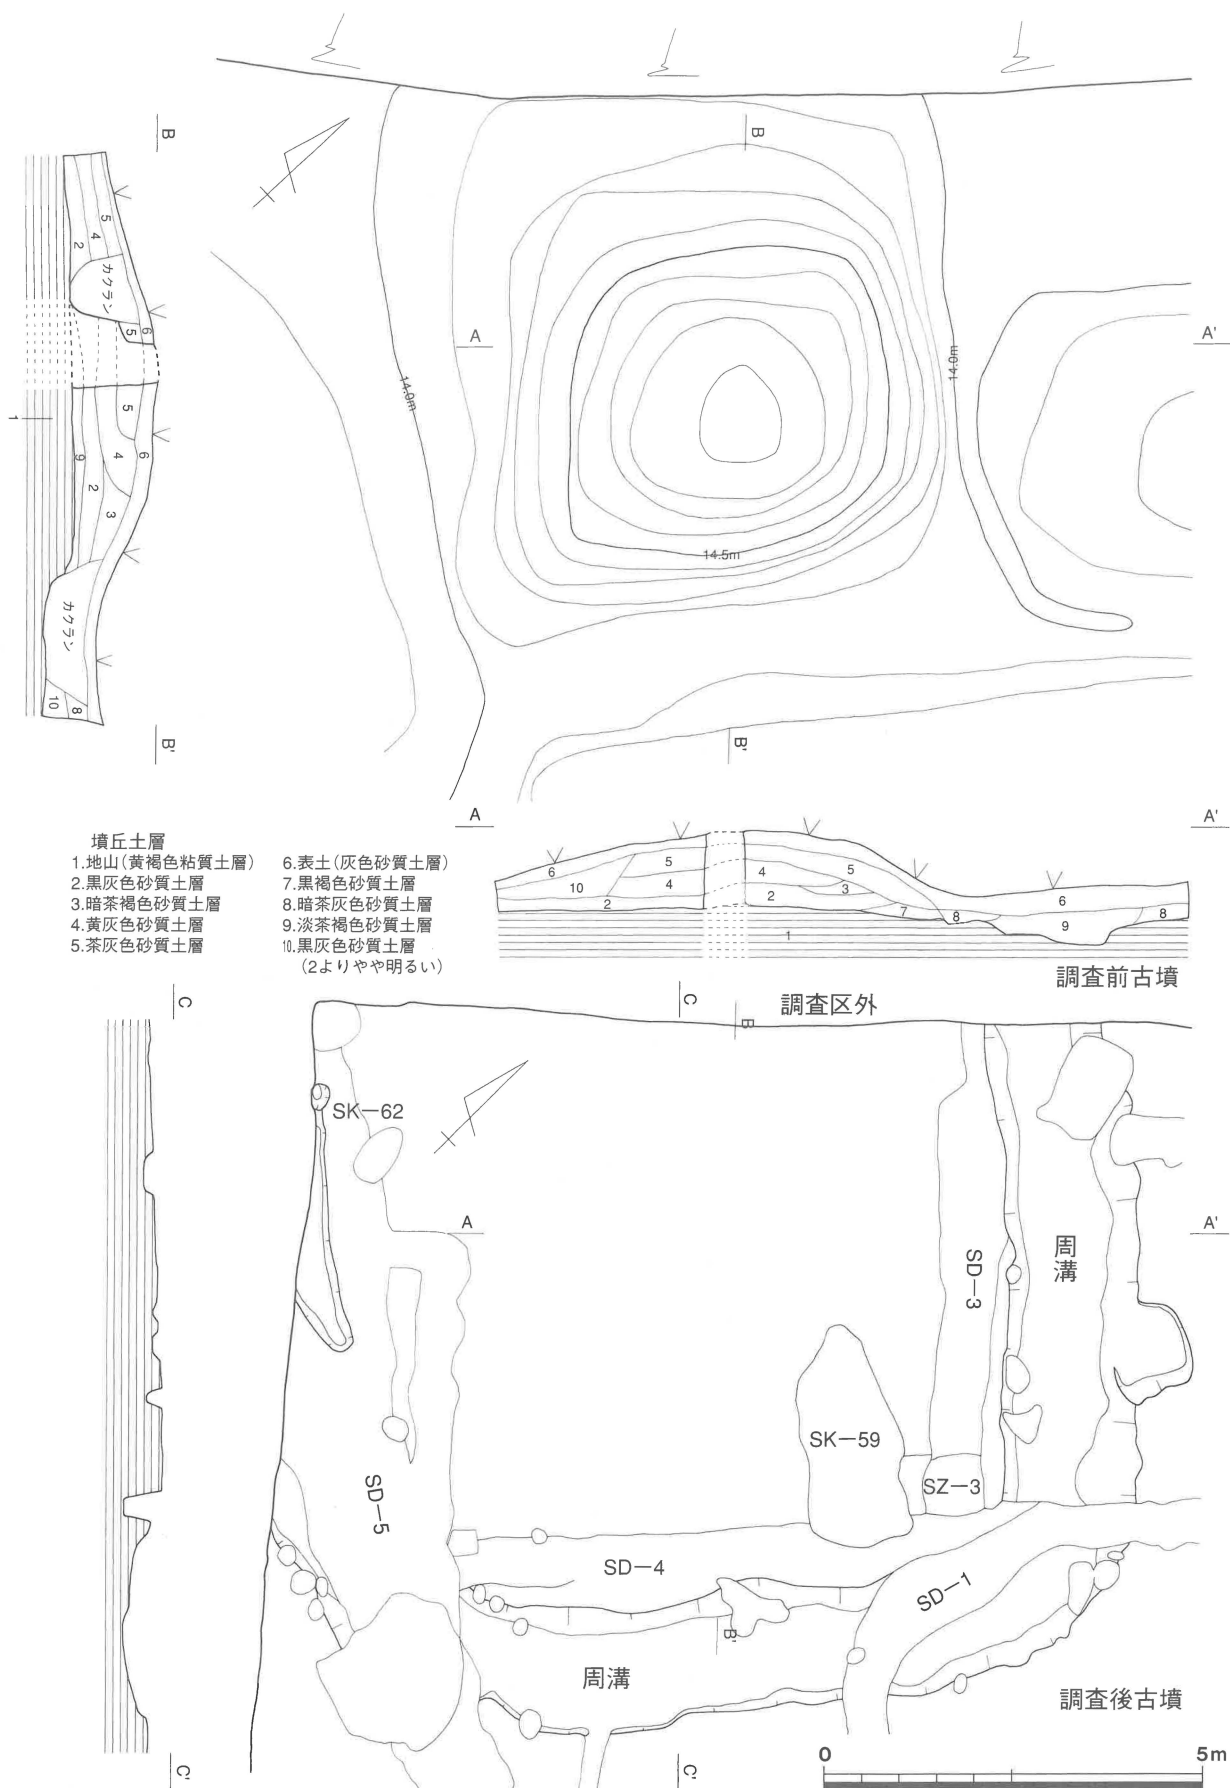 B
B
A
A'
14.0m
14.0m
14.5m
5
4
2
カクラン
5
6
1
5
4
6
9
2
3
カクラン
10
8
B'
B'
A
A'
墳丘土層
1.地山(黄褐色粘質土層)
2.黒灰色砂質土層
3.暗茶褐色砂質土層
4.黄灰色砂質土層
5.茶灰色砂質土層
6.表土(灰色砂質土層)
7.黒褐色砂質土層
8.暗茶灰色砂質土層
9.淡茶褐色砂質土層
10.黒灰色砂質土層
(2よりやや明るい)
6
5
10
4
2
4
5
3
2
7
8
6
9
8
1
調査前古墳
C
C
B
調査区外
SK-62
A
A'
SD-3
周溝
SK-59
SZ-3
SD-5
SD-4
SD-1
B'
周溝
調査後古墳
C'
C'
0
5m